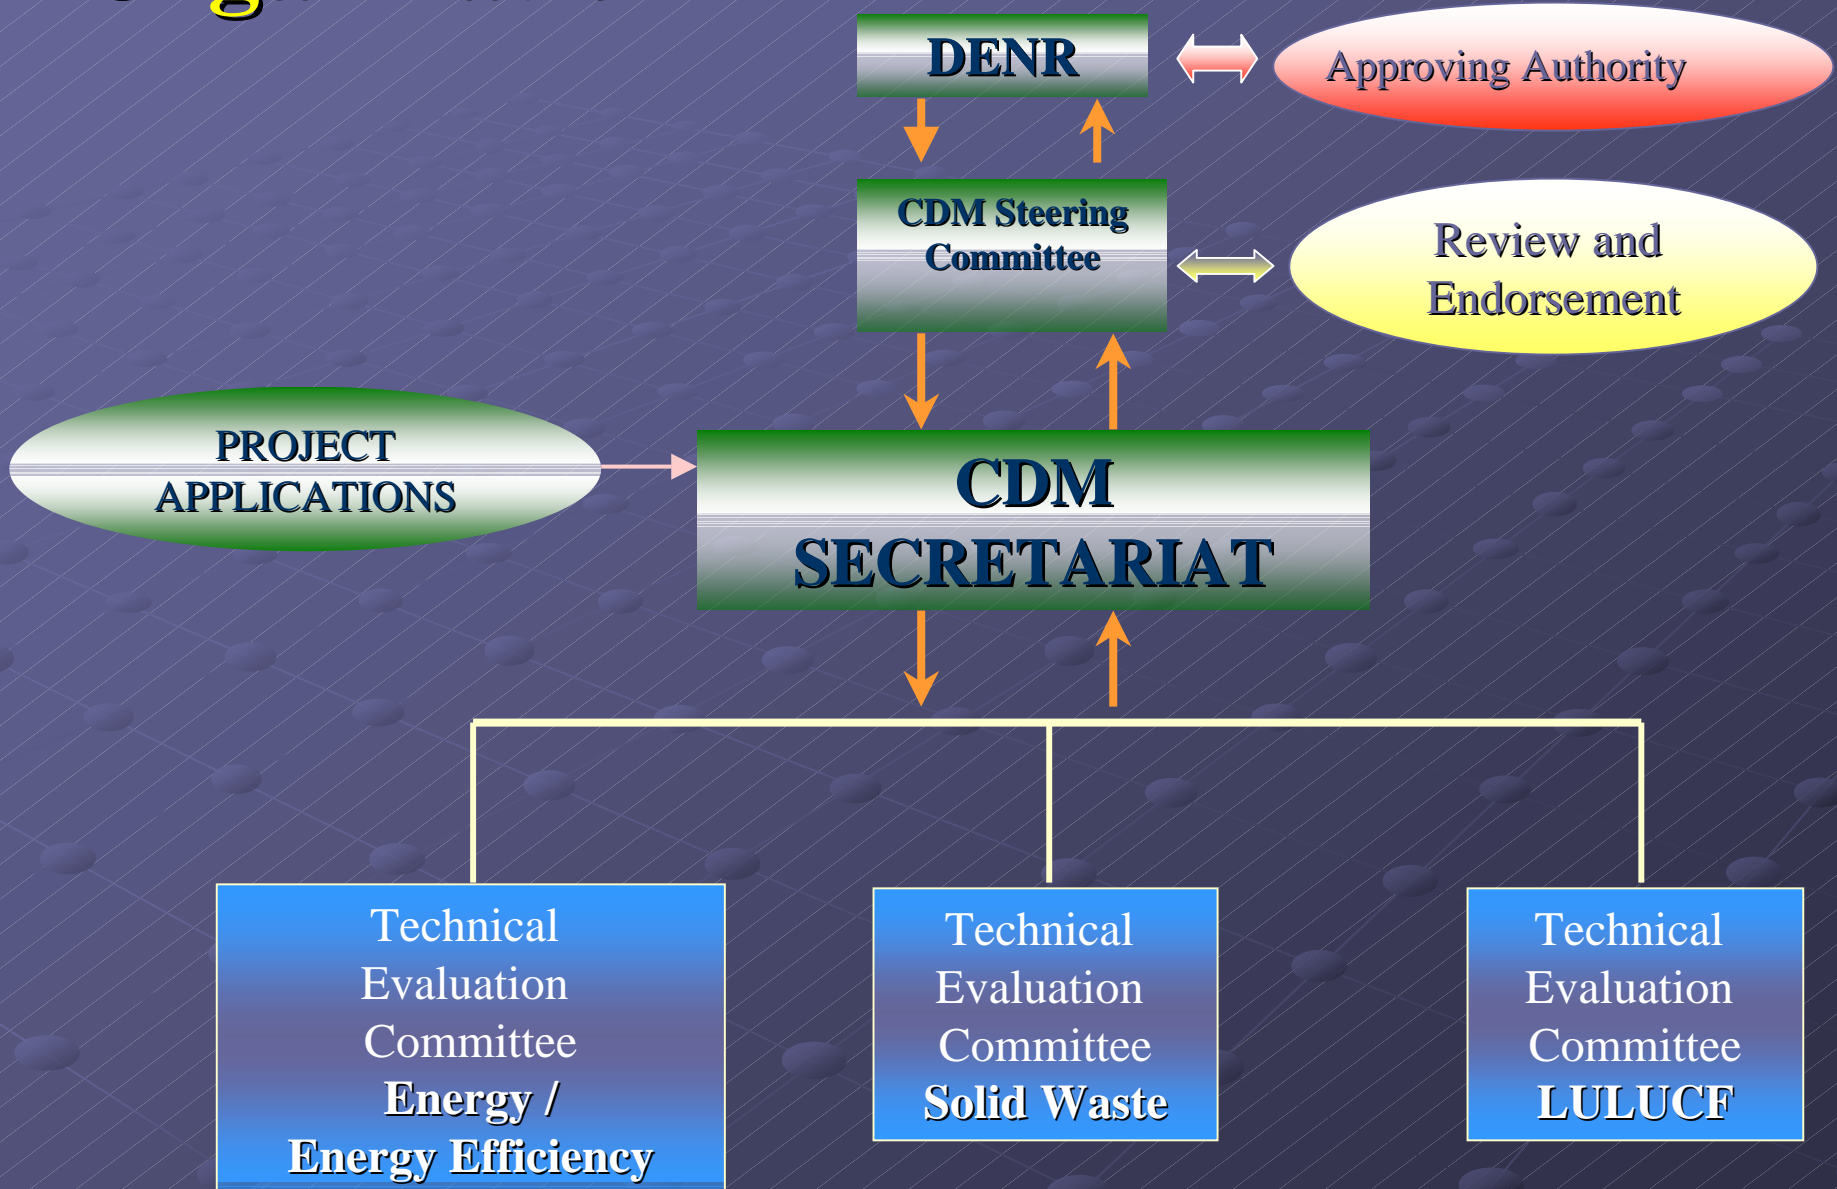 DENR
Approving Authority
CDM Steering
Committee
Review and
Endorsement
PROJECT
APPLICATIONS
CDM
SECRETARIAT
Technical
Evaluation
Committee
Energy /
Energy Efficiency
Technical
Evaluation
Committee
Solid Waste
Technical
Evaluation
Committee
LULUCF